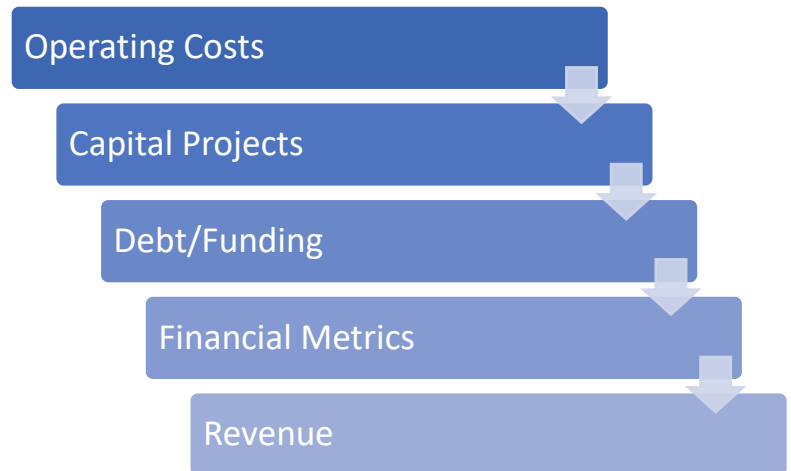 Operating Costs
Capital Projects
Debt/Funding
Financial Metrics
Revenue